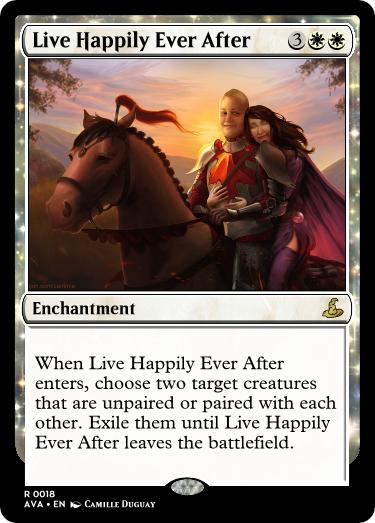 Live Happily Ever After 3
Enchantment
When Live Happily Ever After
enters, choose two target creatures
that are unpaired or paired with each
other. Exile them until Live Happily
Ever After leaves the battlefield.
R 0018
AVA • EN Camille Duguay